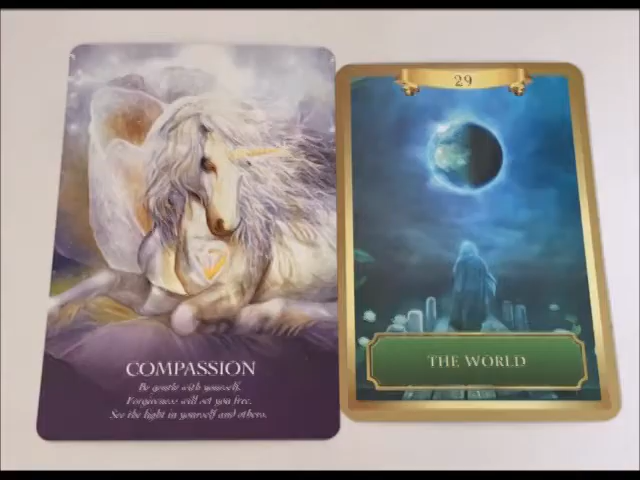 COMPASSION
Be gentle with yourself.
Forgiveness will set you free.
See the light in yourself and others.
29
THE WORLD